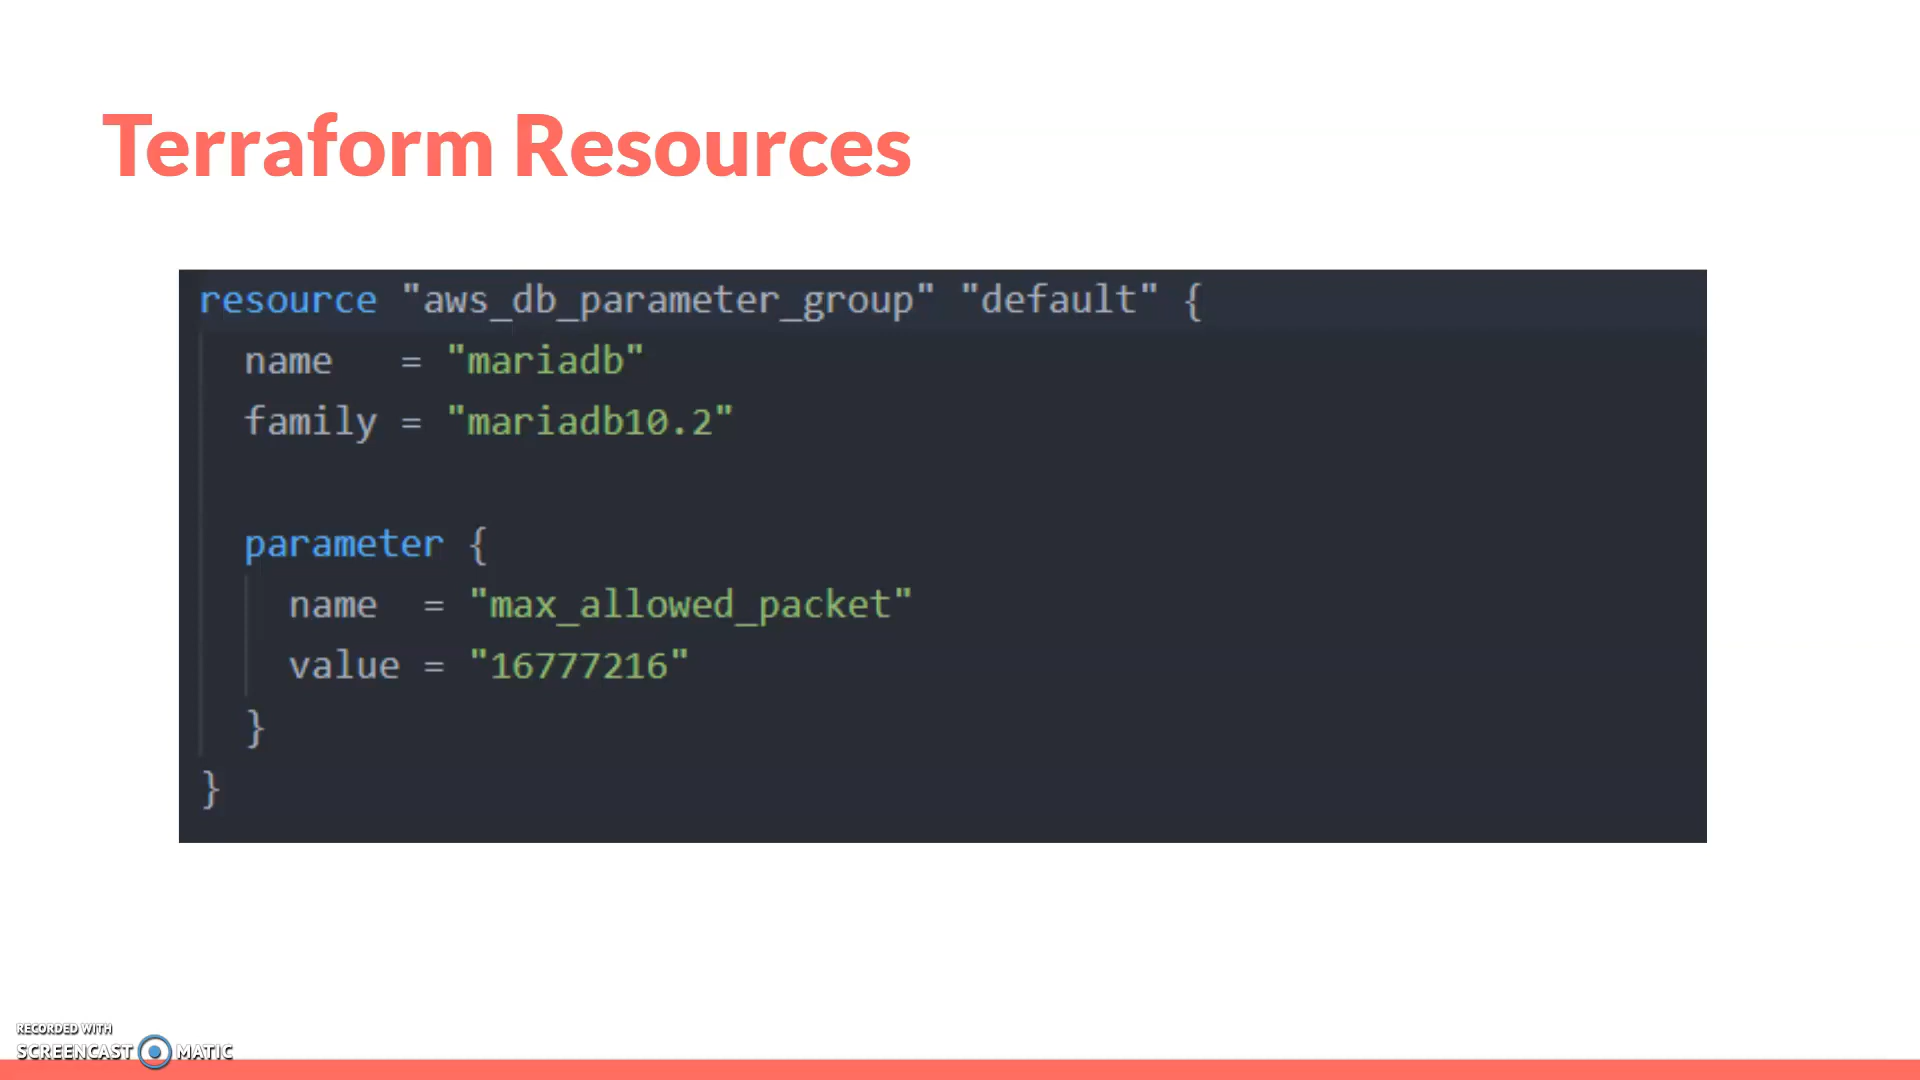 Terraform Resources
resource "aws_db_parameter_group" "default" {
name = "mariadb"
family = "mariadb10.2"
parameter {
name = "max_allowed_packet"
value = "16777216"
}
}
RECORDED WITH
SCREENCAST MATIC